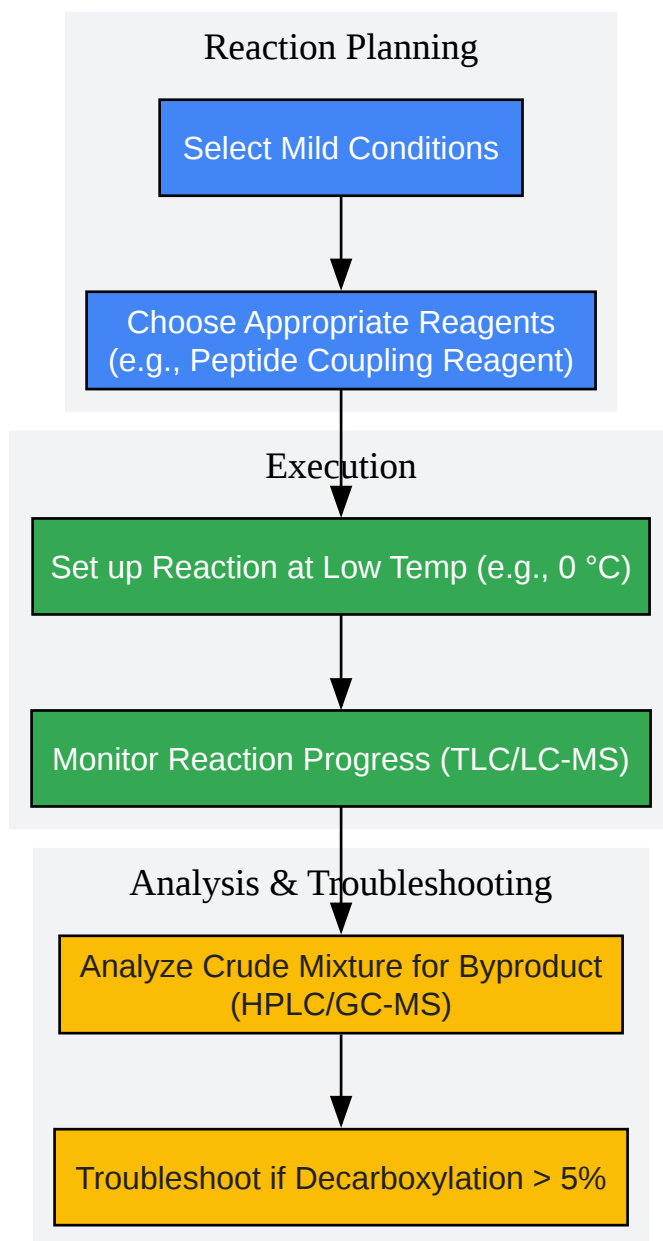 Reaction Planning
Select Mild Conditions
Choose Appropriate Reagents
(e.g., Peptide Coupling Reagent)
Execution
Set up Reaction at Low Temp (e.g., 0 °C)
Monitor Reaction Progress (TLC/LC-MS)
Analysis & Troubleshooting
Analyze Crude Mixture for Byproduct
(HPLC/GC-MS)
Troubleshoot if Decarboxylation > 5%